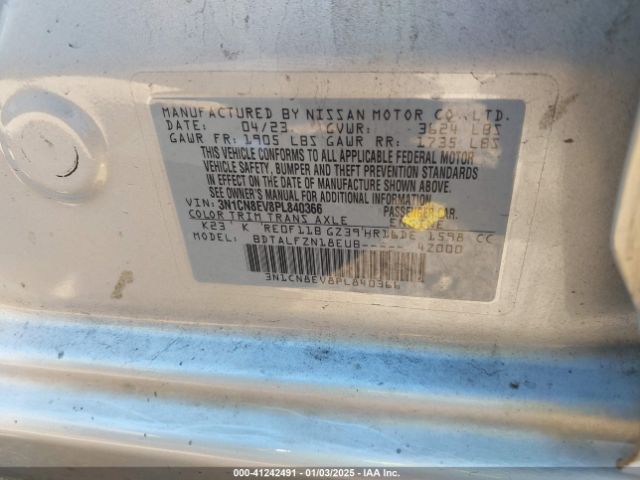 MANUFACTURED BY NISSAN MOTOR CO.,LTD.
DATE: 04/23 GVWR: 3624 LBS
GAWR FR: 1905 LBS GAWR RR: 1735 LBS
THIS VEHICLE CONFORMS TO ALL APPLICABLE FEDERAL MOTOR
VEHICLE SAFETY, BUMPER AND THEFT PREVENTION STANDARDS
IN EFFECT ON THE DATE OF MANUFACTURE SHOWN ABOVE.
SEE OWNER'S MANUAL FOR ADDITIONAL INFORMATION
VIN: 3N1CN8EV8PL840366 PASSENGER CAR.
COLOR TRIM TRANS AXLE ENGINE
K23 K RE0F11B GZ39 HR16DE 1598 CC
MODEL: BDTALFZN18EUB----- 42000
3N1CN8EV8PL840366
000-41242491 - 01/03/2025 - IAA Inc.